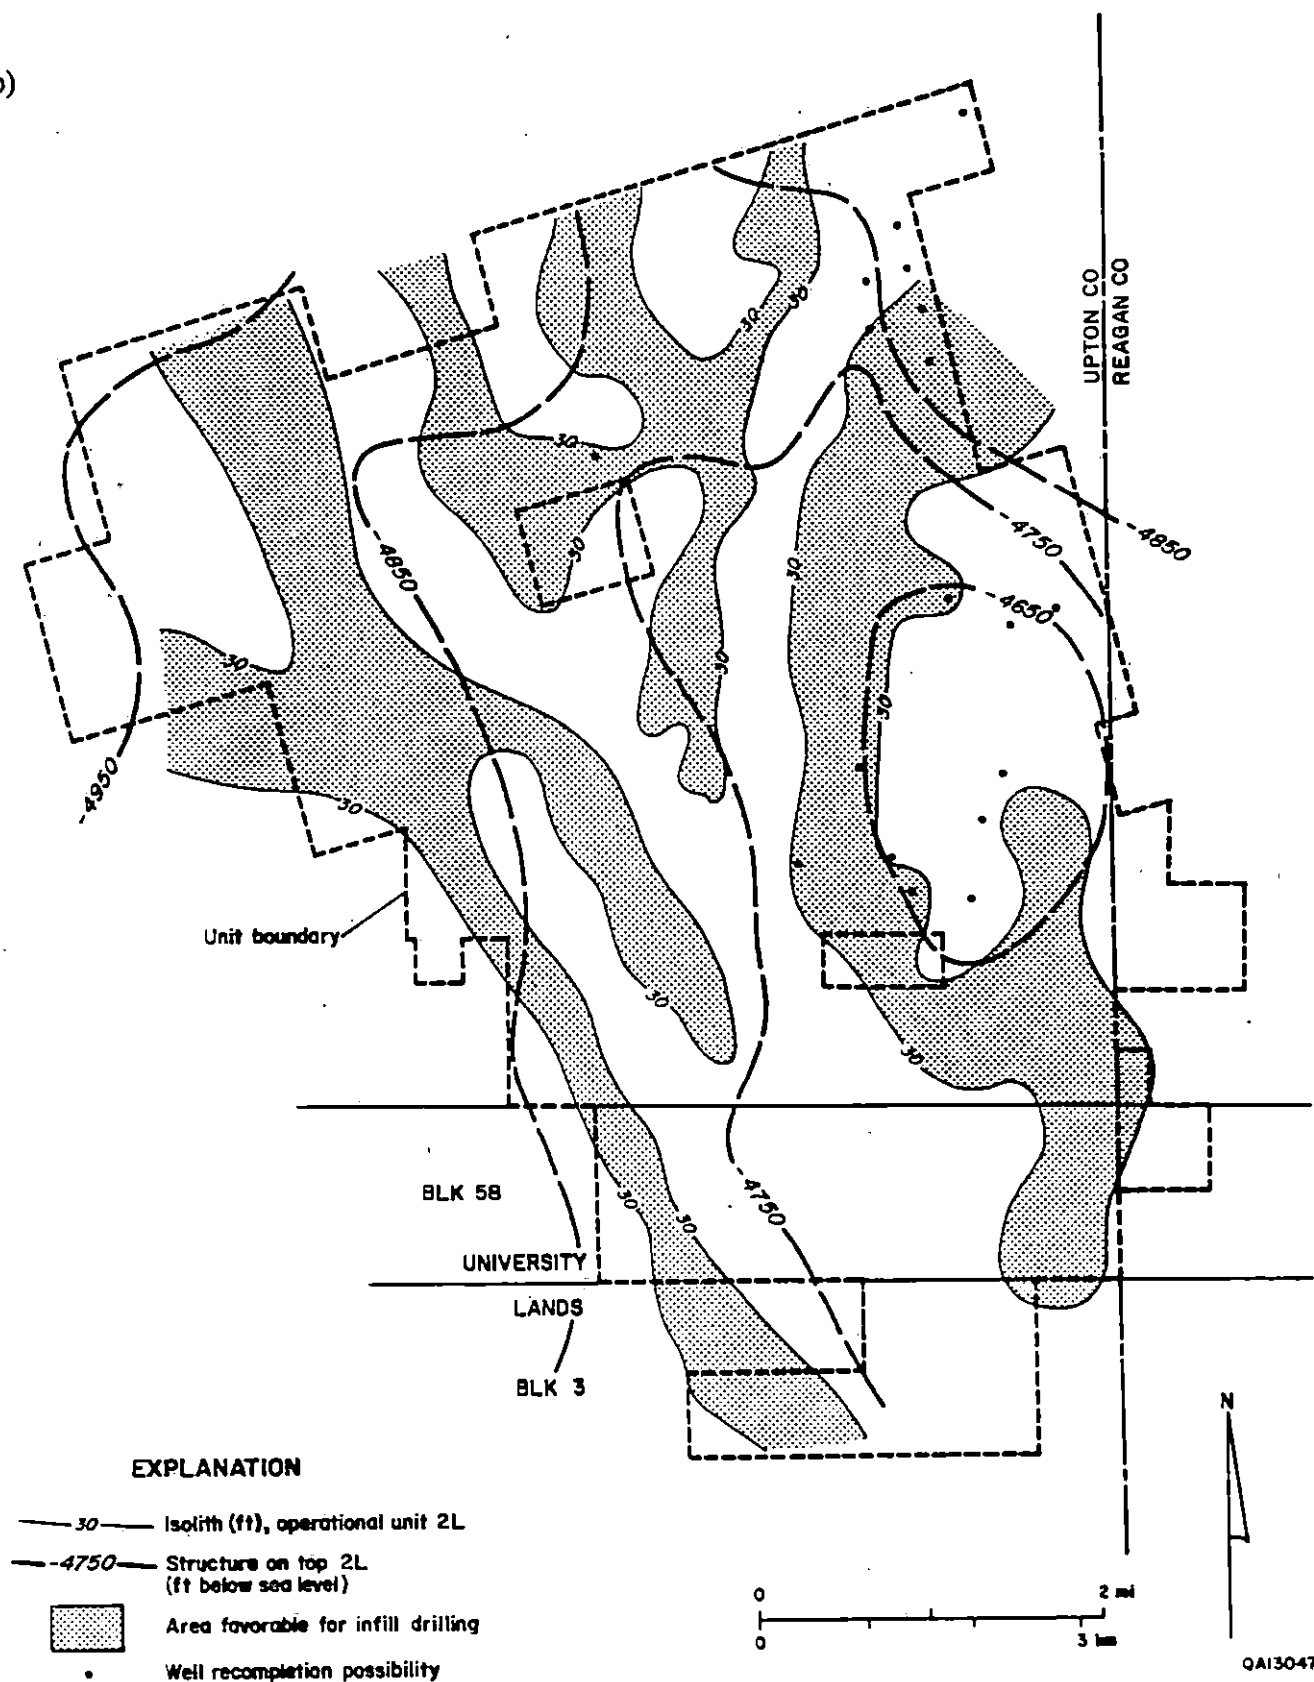 b)
UPTON CO
REAGAN CO
30
30
30
30
-4850
-4750
-4850
30
30
-4650
30
30
30
30
-4950
30
Unit boundary
30
30
BLK 58
30
30
-4750
UNIVERSITY
LANDS
BLK 3
N
EXPLANATION
30 Isolith (ft), operational unit 2L
-4750 Structure on top 2L
(ft below sea level)
Area favorable for infill drilling
Well recompletion possibility
0 2 mi
0 3 km
QA13047